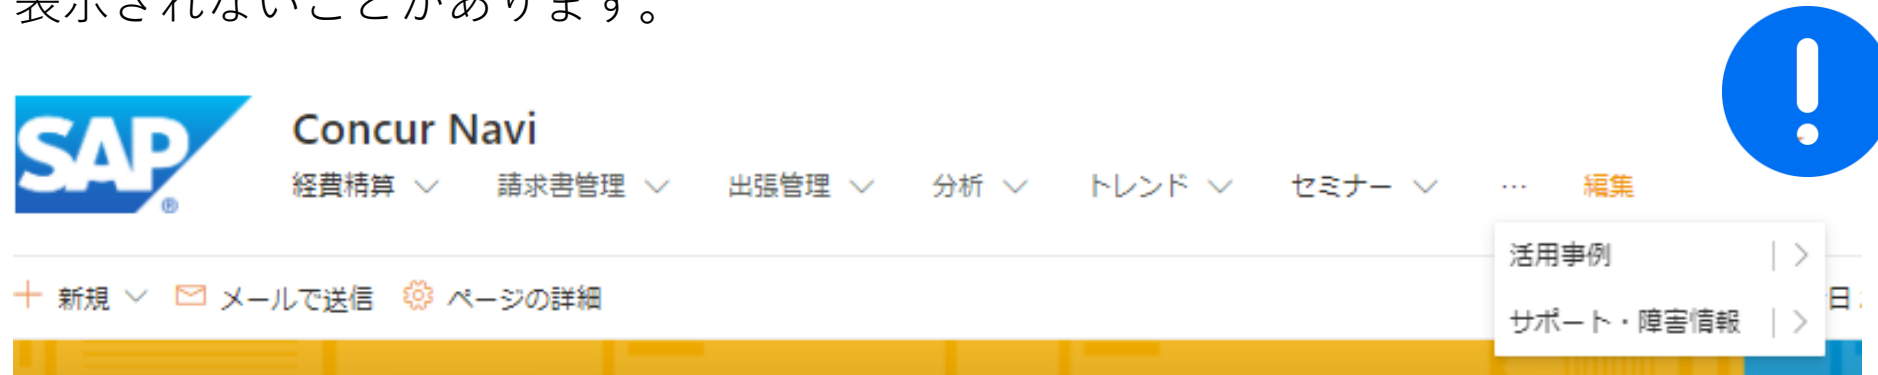 表示されないことがあります。
SAP®
Concur Navi
経費精算 請求書管理 出張管理 分析 トレンド セミナー … 編集
活用事例
サポート・障害情報
+ 新規 メールで送信 ページの詳細
日